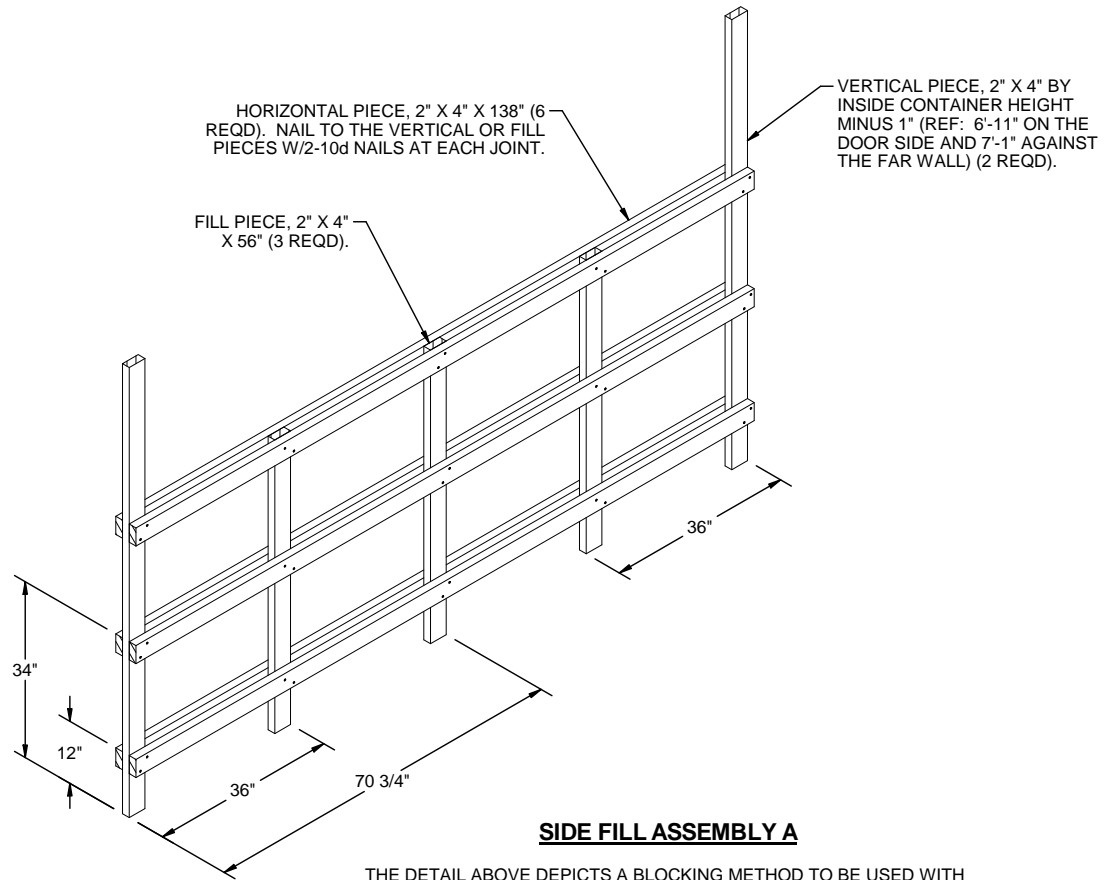 HORIZONTAL PIECE, 2" X 4" X 138" (6
REQD). NAIL TO THE VERTICAL OR FILL
PIECES W/2-10d NAILS AT EACH JOINT.
VERTICAL PIECE, 2" X 4" BY
INSIDE CONTAINER HEIGHT
MINUS 1" (REF: 6'-11" ON THE
DOOR SIDE AND 7'-1" AGAINST
THE FAR WALL) (2 REQD).
FILL PIECE, 2" X 4"
X 56" (3 REQD).
36"
34"
12"
36"
70 3/4"
SIDE FILL ASSEMBLY A
THE DETAIL ABOVE DEPICTS A BLOCKING METHOD TO BE USED WITH